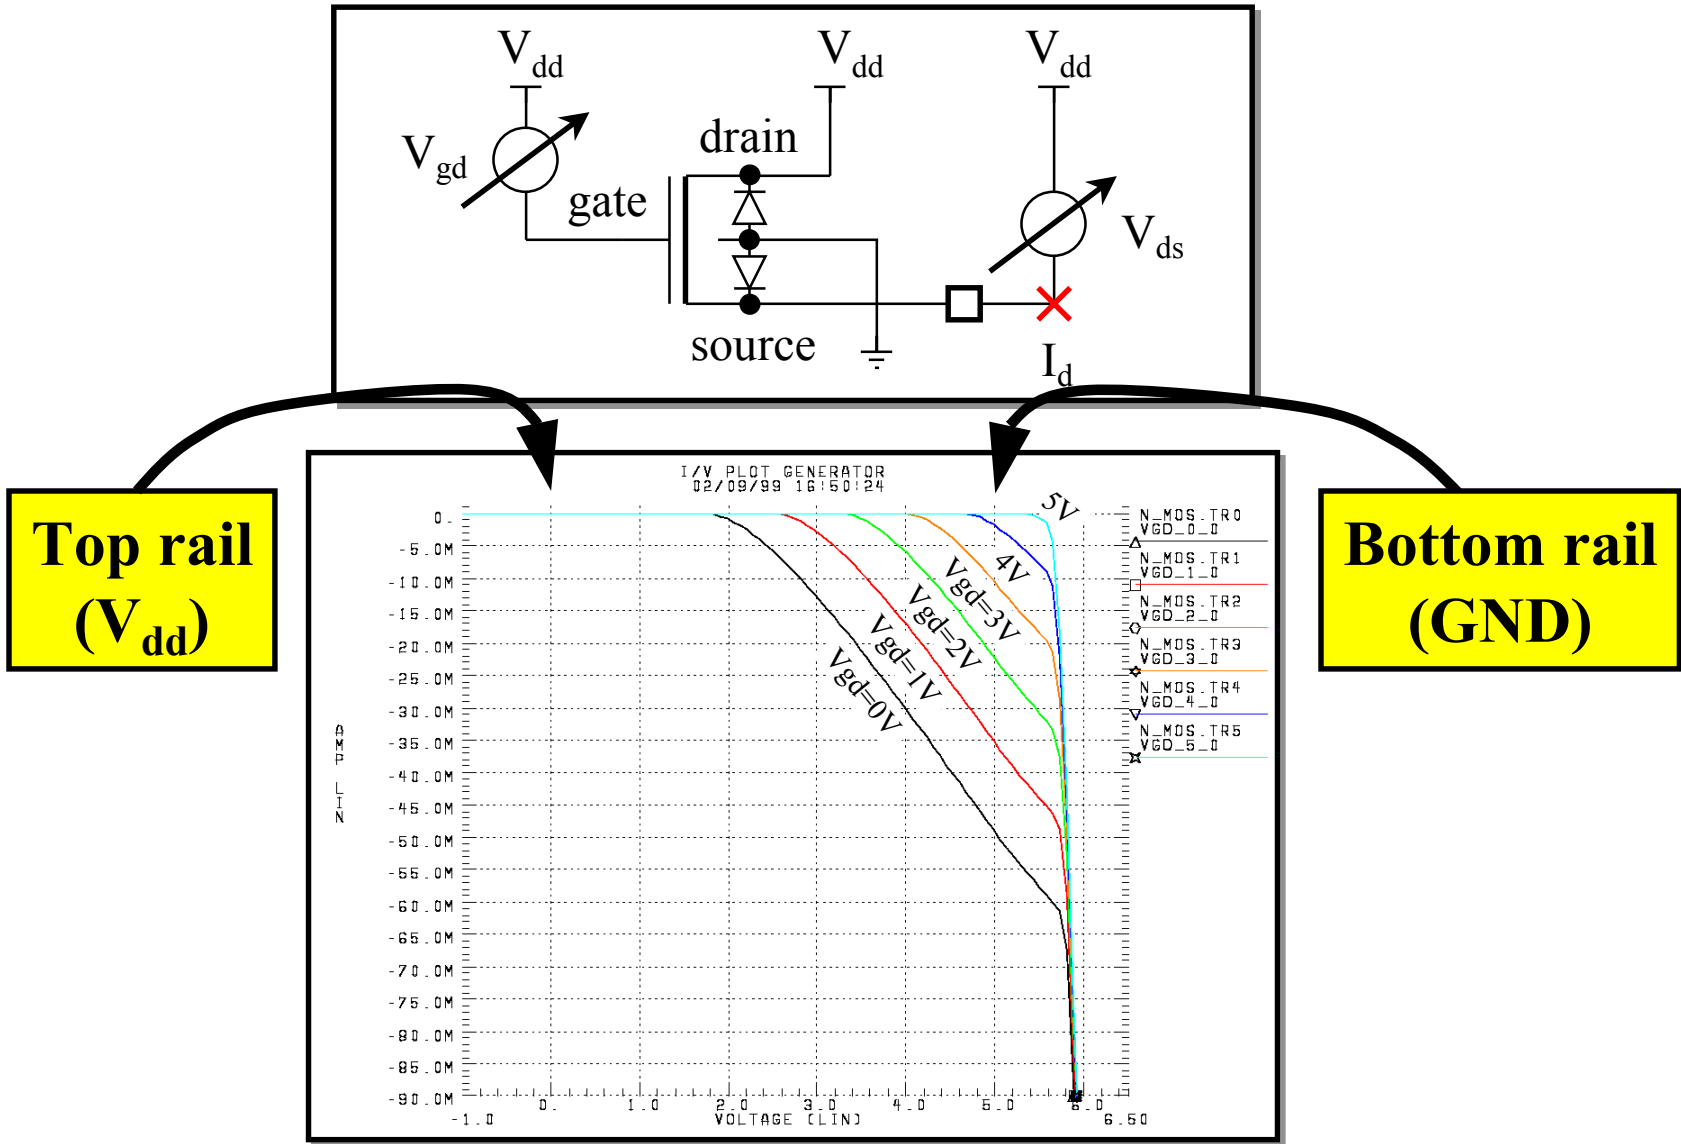 Vdd
Vdd
Vdd
Vgd
drain
gate
Vds
source
Id
Top rail
(Vdd)
Bottom rail
(GND)
I/V PLOT GENERATOR
02/09/99 16:50:24
5V
4V
Vgd=3V
Vgd=2V
Vgd=1V
Vgd=0V
0.
-5.0M
-10.0M
-15.0M
-20.0M
-25.0M
-30.0M
-35.0M
-40.0M
-45.0M
-50.0M
-55.0M
-60.0M
-65.0M
-70.0M
-75.0M
-80.0M
-85.0M
-90.0M
AMP LIN
-1.0
0.
1.0
2.0
3.0
4.0
5.0
6.0
6.50
VOLTAGE (LIN)
N_MOS.TR0
VGD_0_0
N_MOS.TR1
VGD_1_0
N_MOS.TR2
VGD_2_0
N_MOS.TR3
VGD_3_0
N_MOS.TR4
VGD_4_0
N_MOS.TR5
VGD_5_0